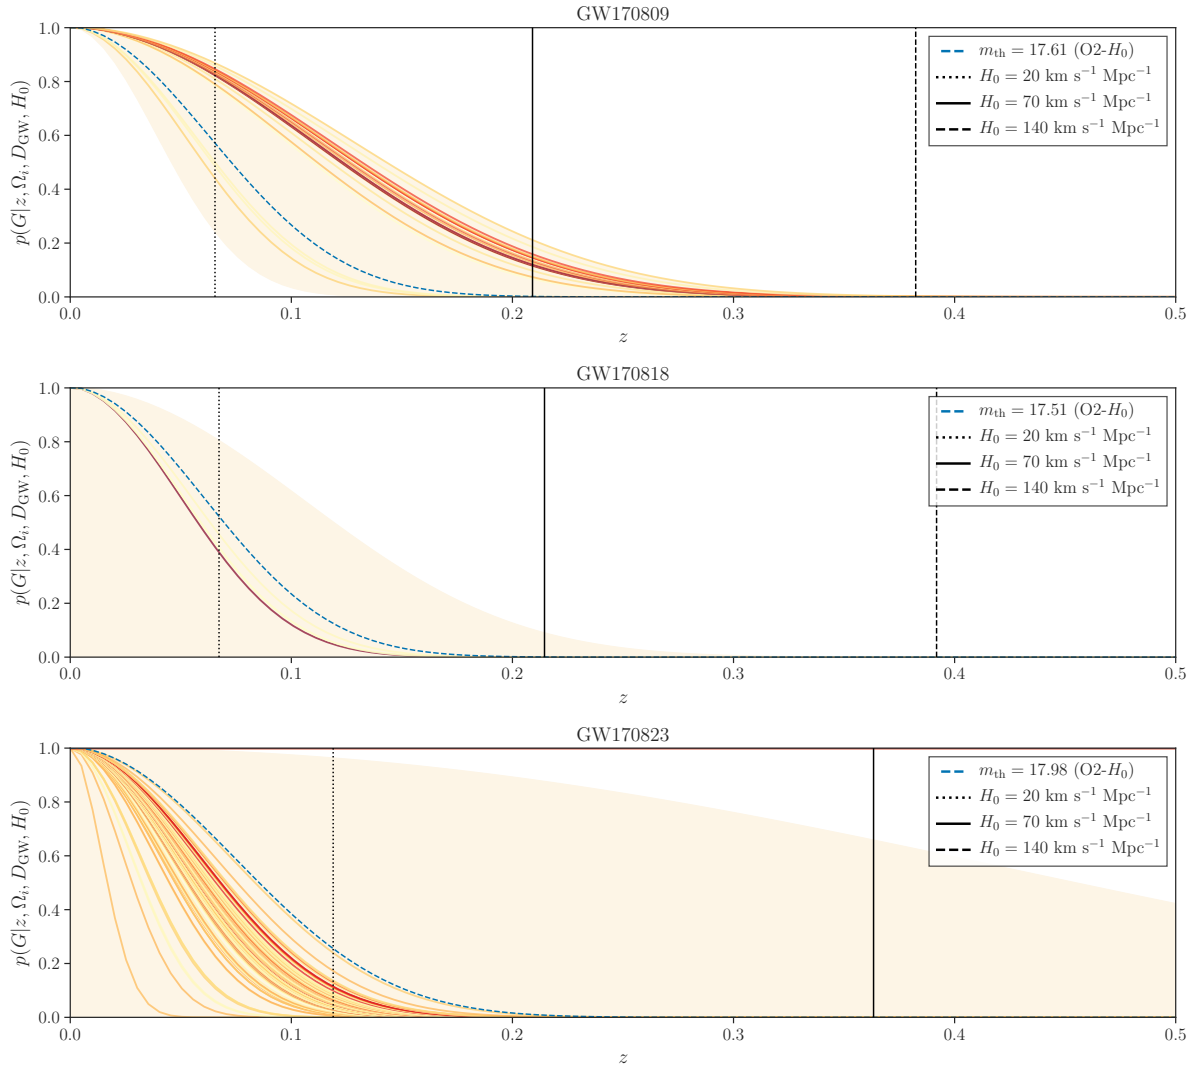 GW170809
1.0
0.8
0.6
0.4
0.2
0.0
p(G|z, Ω_i, D_GW, H_0)
m_th = 17.61 (O2-H_0)
H_0 = 20 km s^−1 Mpc^−1
H_0 = 70 km s^−1 Mpc^−1
H_0 = 140 km s^−1 Mpc^−1
0.0 0.1 0.2 0.3 0.4 0.5
z
GW170818
1.0
0.8
0.6
0.4
0.2
0.0
p(G|z, Ω_i, D_GW, H_0)
m_th = 17.51 (O2-H_0)
H_0 = 20 km s^−1 Mpc^−1
H_0 = 70 km s^−1 Mpc^−1
H_0 = 140 km s^−1 Mpc^−1
0.0 0.1 0.2 0.3 0.4 0.5
z
GW170823
1.0
0.8
0.6
0.4
0.2
0.0
p(G|z, Ω_i, D_GW, H_0)
m_th = 17.98 (O2-H_0)
H_0 = 20 km s^−1 Mpc^−1
H_0 = 70 km s^−1 Mpc^−1
H_0 = 140 km s^−1 Mpc^−1
0.0 0.1 0.2 0.3 0.4 0.5
z